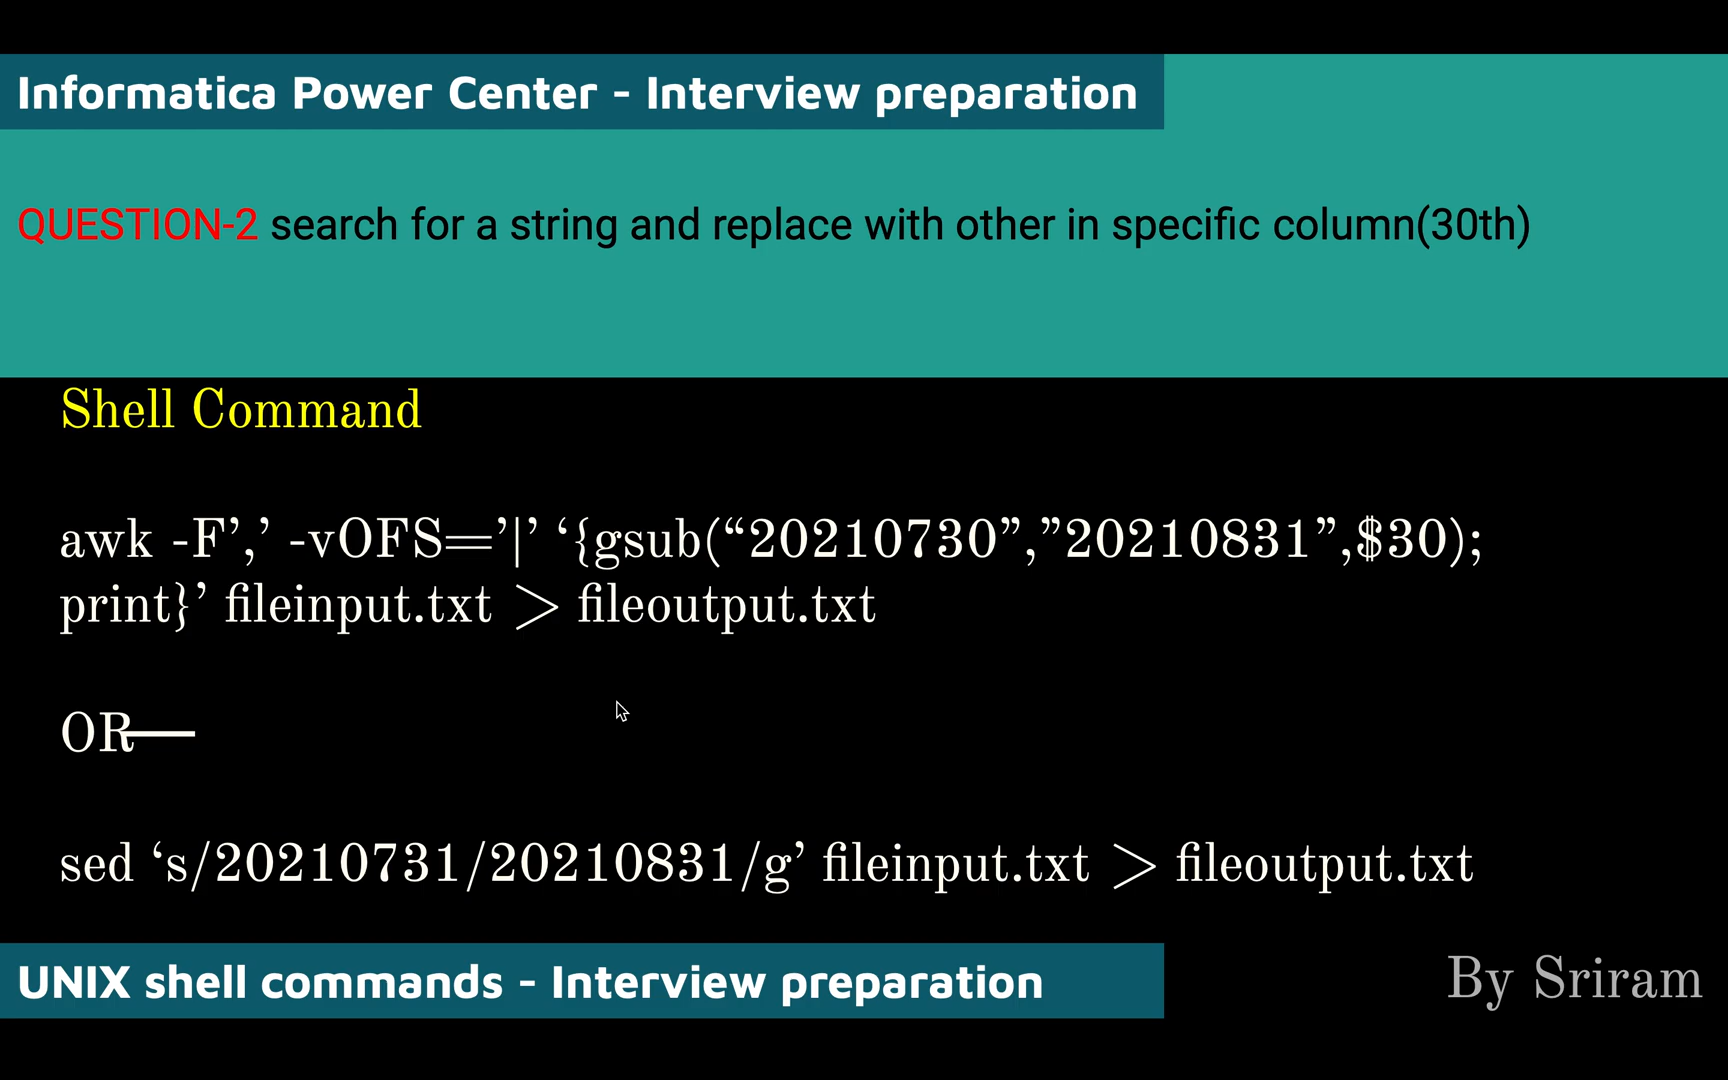 Informatica Power Center - Interview preparation
QUESTION-2 search for a string and replace with other in specific column(30th)
Shell Command
awk -F’,’ -vOFS=’|’ ‘{gsub(“20210730”,”20210831”,$30);
print}’ fileinput.txt > fileoutput.txt
OR—
sed ‘s/20210731/20210831/g’ fileinput.txt > fileoutput.txt
UNIX shell commands - Interview preparation
By Sriram